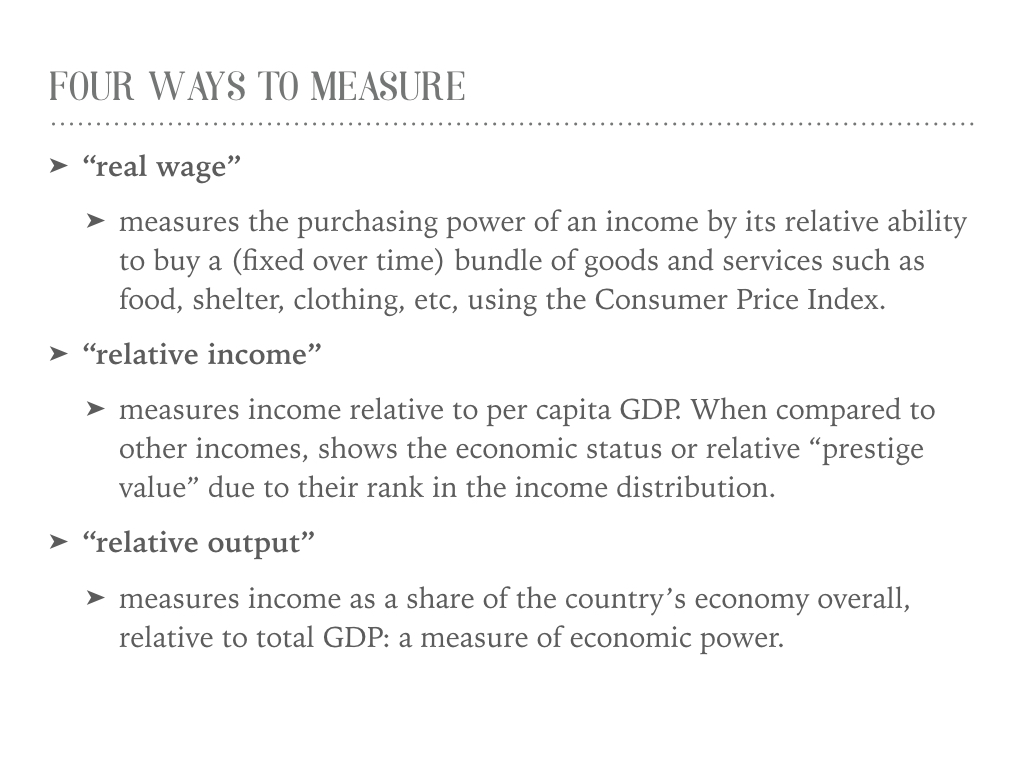 FOUR WAYS TO MEASURE
➤ “real wage”
➤ measures the purchasing power of an income by its relative ability
to buy a (fixed over time) bundle of goods and services such as
food, shelter, clothing, etc, using the Consumer Price Index.
➤ “relative income”
➤ measures income relative to per capita GDP. When compared to
other incomes, shows the economic status or relative “prestige
value” due to their rank in the income distribution.
➤ “relative output”
➤ measures income as a share of the country’s economy overall,
relative to total GDP: a measure of economic power.